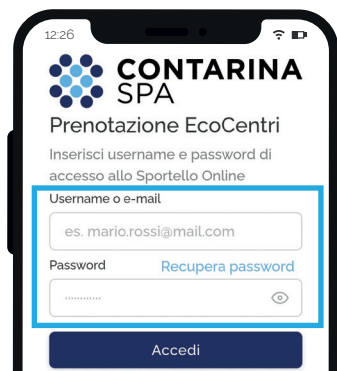 12:26
CONTARINA
SPA
Prenotazione EcoCentri
Inserisci username e password di
accesso allo Sportello Online
Username o e-mail
es. mario.rossi@mail.com
Password Recupera password
............
Accedi